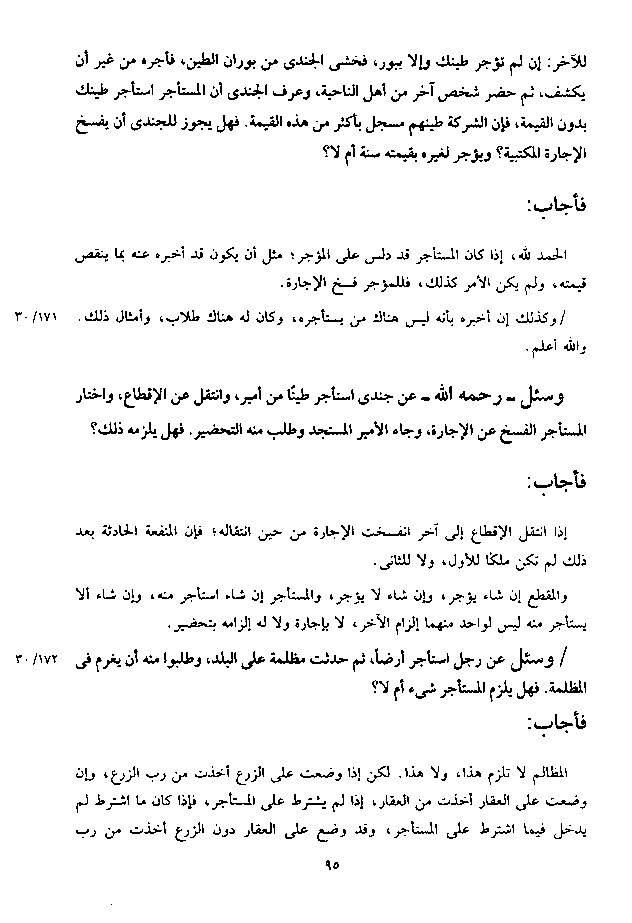 للآخر: إن لم تؤجر طينك وإلا يبور، فخشى الجندى من بوران الطين، فأجره من غير أن
يكشف، ثم حضر شخص آخر من أهل الناحية، وعرف الجندى أن المستأجر استأجر طينك
بدون القيمة، فإن الشركة طينهم مسجل بأكثر من هذه القيمة. فهل يجوز للجندى أن يفسخ
الإجارة المكتبية؟ ويؤجر لغيره بقيمته سنة أم لا؟
فأجاب:
الحمد لله، إذا كان المستأجر قد دلس على المؤجر؛ مثل أن يكون قد أخبره عنه بما ينقص
قيمته، ولم يكن الأمر كذلك، فللمؤجر فسخ الإجارة.
/ وكذلك إن أخبره بأنه ليس هناك من يستأجره، وكان له هناك طلاب، وأمثال ذلك. ٣٠/١٧١
والله أعلم.
وسئل ـ رحمه الله ـ عن جندى استأجر طينًا من أمير، وانتقل عن الإقطاع، واختار
المستأجر الفسخ عن الإجارة، وجاء الأمير المستجد وطلب منه التحضير. فهل يلزمه ذلك؟
فأجاب:
إذا انتقل الإقطاع إلى آخر انفسخت الإجارة من حين انتقاله؛ فإن المنفعة الحادثة بعد
ذلك لم تكن ملكًا للأول، ولا للثانى.
والمقطع إن شاء يؤجر، وإن شاء لا يؤجر، والمستأجر إن شاء استأجر منه، وإن شاء ألا
يستأجر منه ليس لواحد منهما إلزام الآخر، لا بإجارة ولا له إلزامه بتحضير.
/ وسئل عن رجل استأجر أرضاً، ثم حدثت مظلمة على البلد، وطلبوا منه أن يغرم فى ٣٠/١٧٢
المظلمة. فهل يلزم المستأجر شىء أم لا؟
فأجاب:
المظالم لا تلزم هذا، ولا هذا. لكن إذا وضعت على الزرع أخذت من رب الزرع، وإن
وضعت على العقار أخذت من العقار، إذا لم يشترط على المستأجر، فإذا كان ما اشترط لم
يدخل فيما اشترط على المستأجر، وقد وضع على العقار دون الزرع أخذت من رب
٩٥